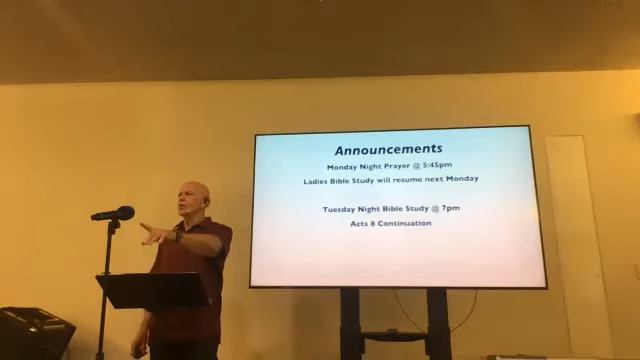 Announcements
Monday Night Prayer @ 5:45pm
Ladies Bible Study will resume next Monday
Tuesday Night Bible Study @ 7pm
Acts 8 Continuation